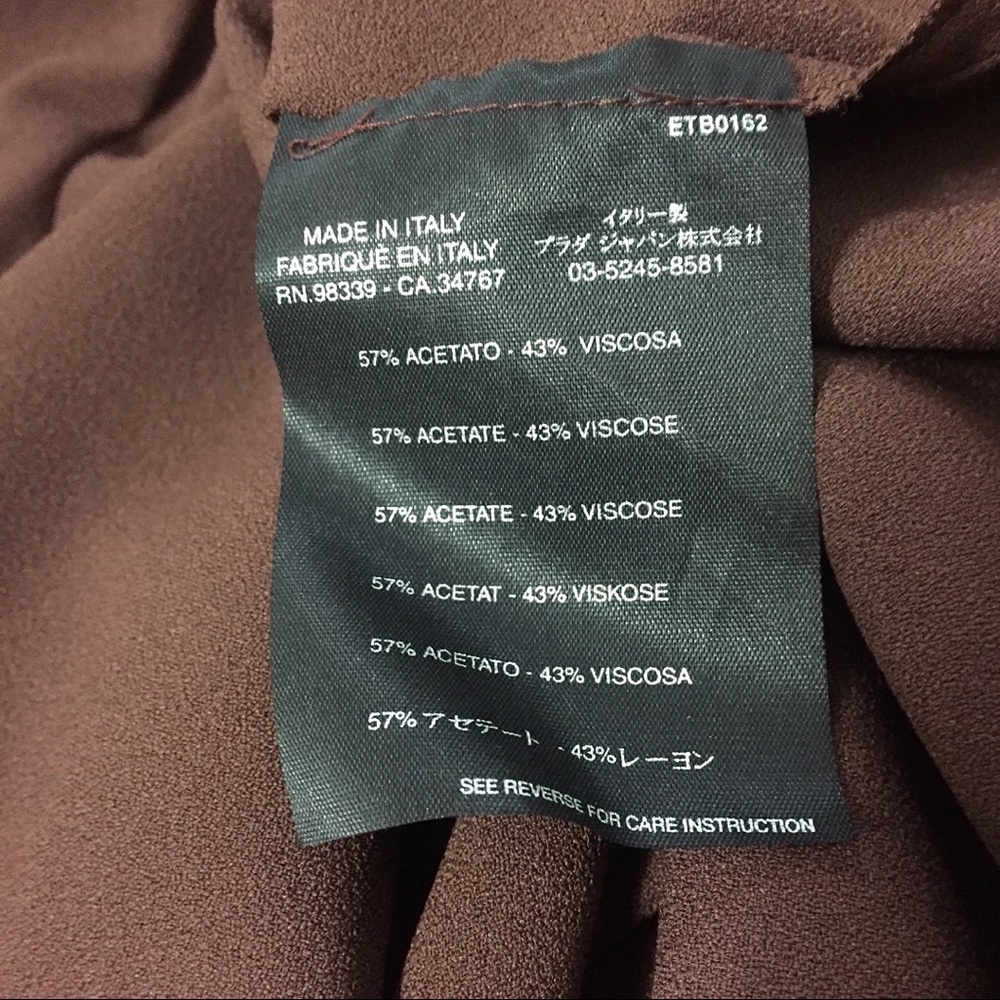 ETB0162
MADE IN ITALY
FABRIQUÉ EN ITALY
RN.98339 - CA.34767
イタリー製
プラダ ジャパン株式会社
03-5245-8581
57% ACETATO - 43% VISCOSA
57% ACETATE - 43% VISCOSE
57% ACETATE - 43% VISCOSE
57% ACETAT - 43% VISKOSE
57% ACETATO - 43% VISCOSA
57% アセテート - 43%レーヨン
SEE REVERSE FOR CARE INSTRUCTION